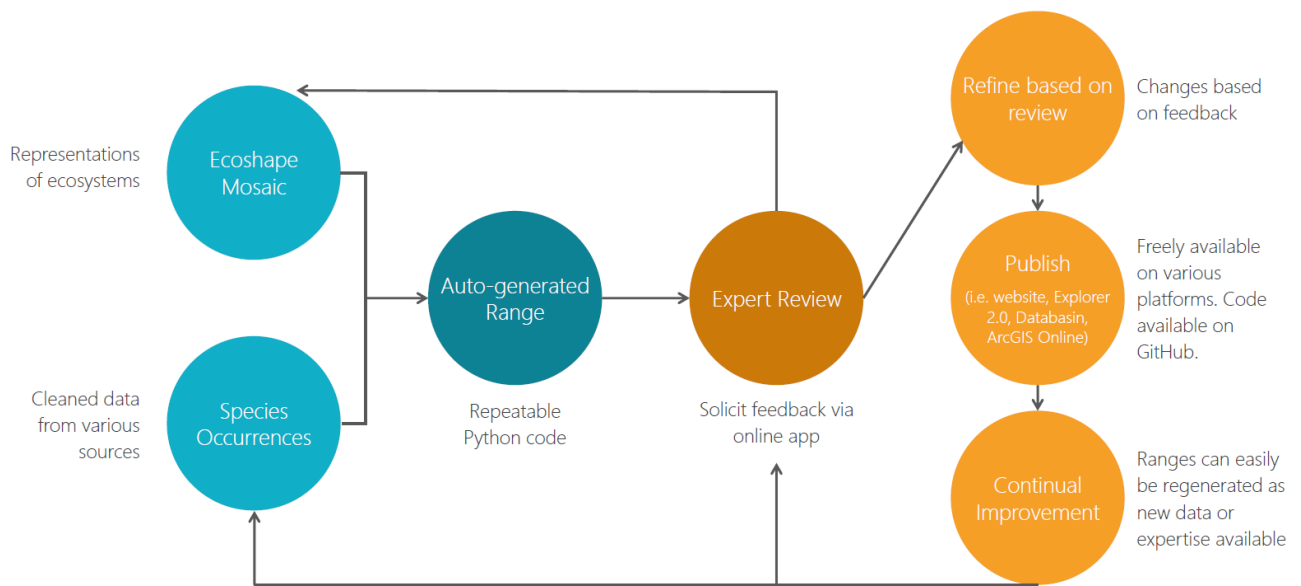 Representations
of ecosystems
Ecoshape
Mosaic
Cleaned data
from various
sources
Species
Occurrences
Auto-generated
Range
Repeatable
Python code
Expert Review
Solicit feedback via
online app
Refine based on
review
Changes based
on feedback
Publish
(i.e. website, Explorer
2.0, Databasin,
ArcGIS Online)
Freely available
on various
platforms. Code
available on
GitHub.
Continual
Improvement
Ranges can easily
be regenerated as
new data or
expertise available